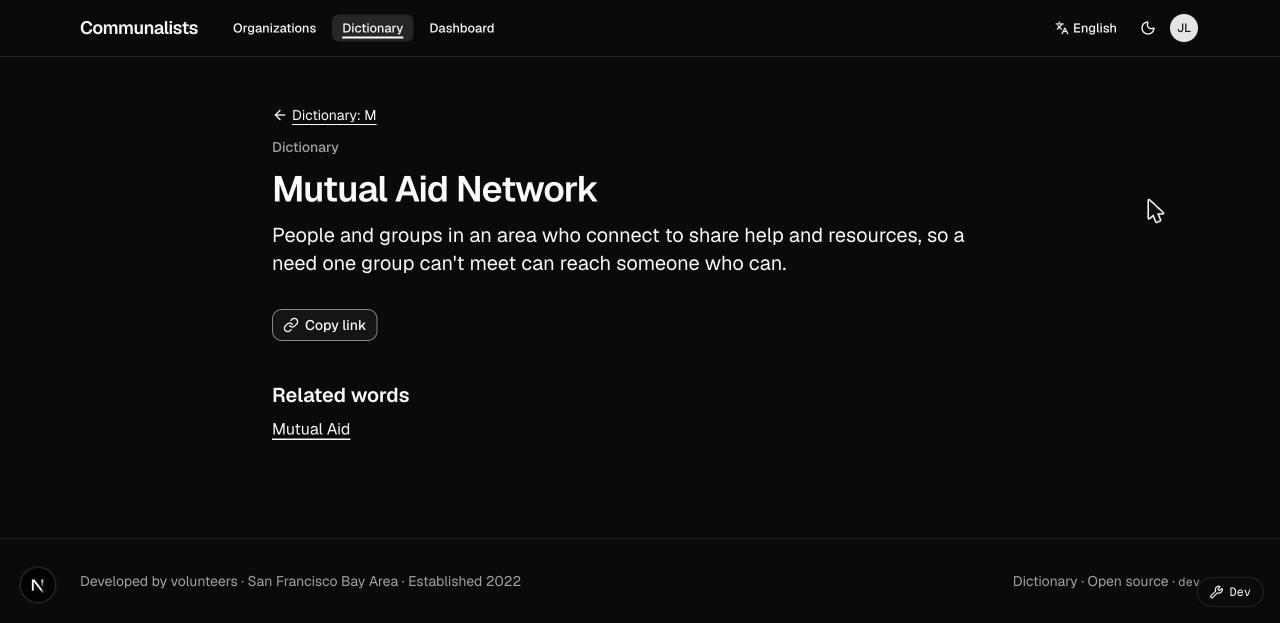 Communalists
Organizations
Dictionary
Dashboard
English
JL
Dictionary: M
Dictionary
Mutual Aid Network
People and groups in an area who connect to share help and resources, so a
need one group can't meet can reach someone who can.
Copy link
Related words
Mutual Aid
N
Developed by volunteers · San Francisco Bay Area · Established 2022
Dictionary · Open source · dev
Dev